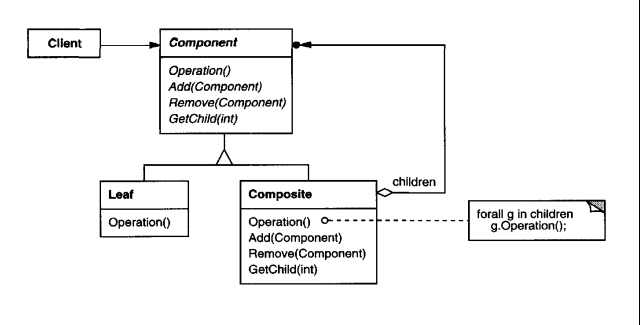 Client
Component
Operation()
Add(Component)
Remove(Component)
GetChild(int)
Leaf
Operation()
Composite
Operation()
Add(Component)
Remove(Component)
GetChild(int)
children
forall g in children
g.Operation();